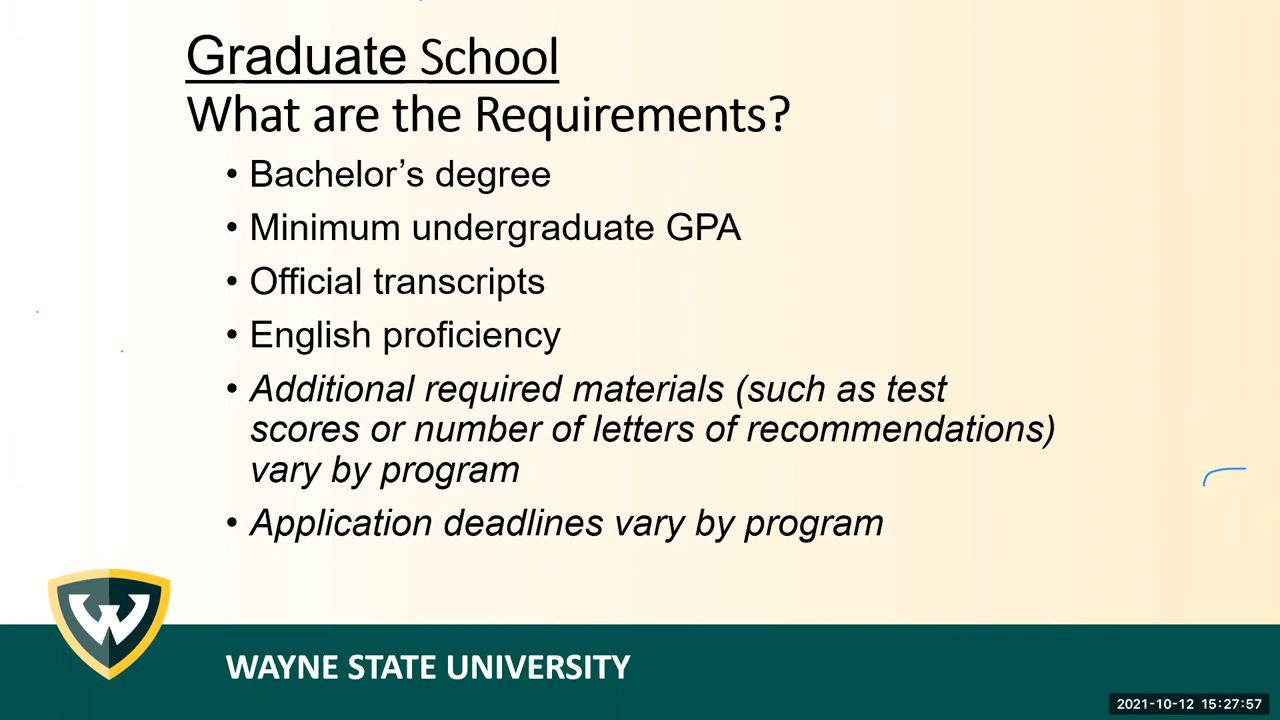 Graduate School
What are the Requirements?
• Bachelor’s degree
• Minimum undergraduate GPA
• Official transcripts
• English proficiency
• Additional required materials (such as test
scores or number of letters of recommendations)
vary by program
• Application deadlines vary by program
W
WAYNE STATE UNIVERSITY
2021-10-12 15:27:57